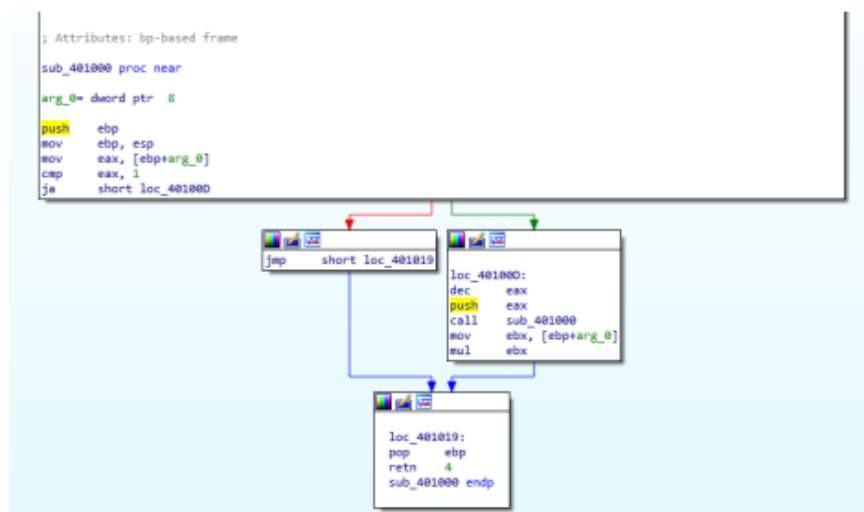 ; Attributes: bp-based frame
sub_401000 proc near
arg_0= dword ptr  8
push    ebp
mov     ebp, esp
mov     eax, [ebp+arg_0]
cmp     eax, 1
ja      short loc_40100D
jmp     short loc_401019
loc_40100D:
dec     eax
push    eax
call    sub_401000
mov     ebx, [ebp+arg_0]
mul     ebx
loc_401019:
pop     ebp
retn    4
sub_401000 endp